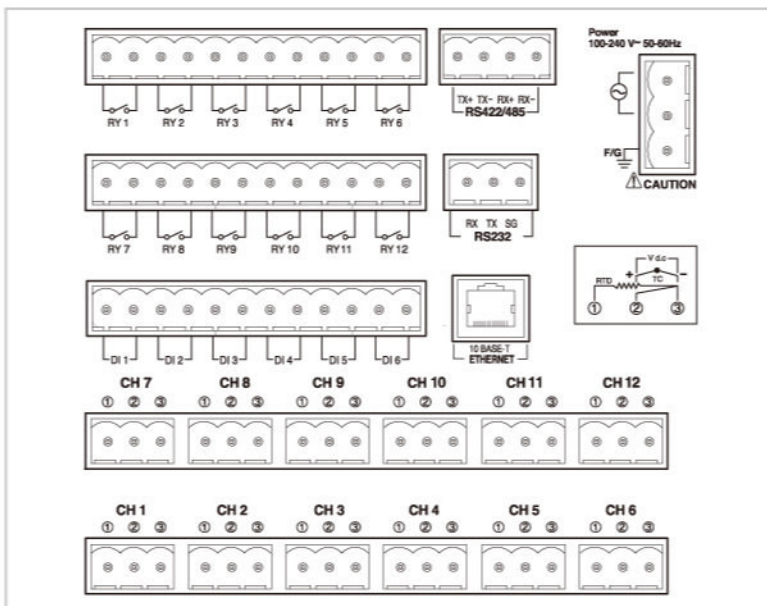 Power
100-240 V~ 50-60Hz
TX+ TX- RX+ RX-
RS422/485
RY 1 RY 2 RY 3 RY 4 RY 5 RY 6
F/G
CAUTION
RX TX SG
RS232
RY 7 RY 8 RY9 RY 10 RY 11 RY 12
V d.c
+ −
RTD TC
① ② ③
10 BASE-T
ETHERNET
DI 1 DI 2 DI 3 DI 4 DI 5 DI 6
CH 7 CH 8 CH 9 CH 10 CH 11 CH 12
① ② ③ ① ② ③ ① ② ③ ① ② ③ ① ② ③ ① ② ③
CH 1 CH 2 CH 3 CH 4 CH 5 CH 6
① ② ③ ① ② ③ ① ② ③ ① ② ③ ① ② ③ ① ② ③